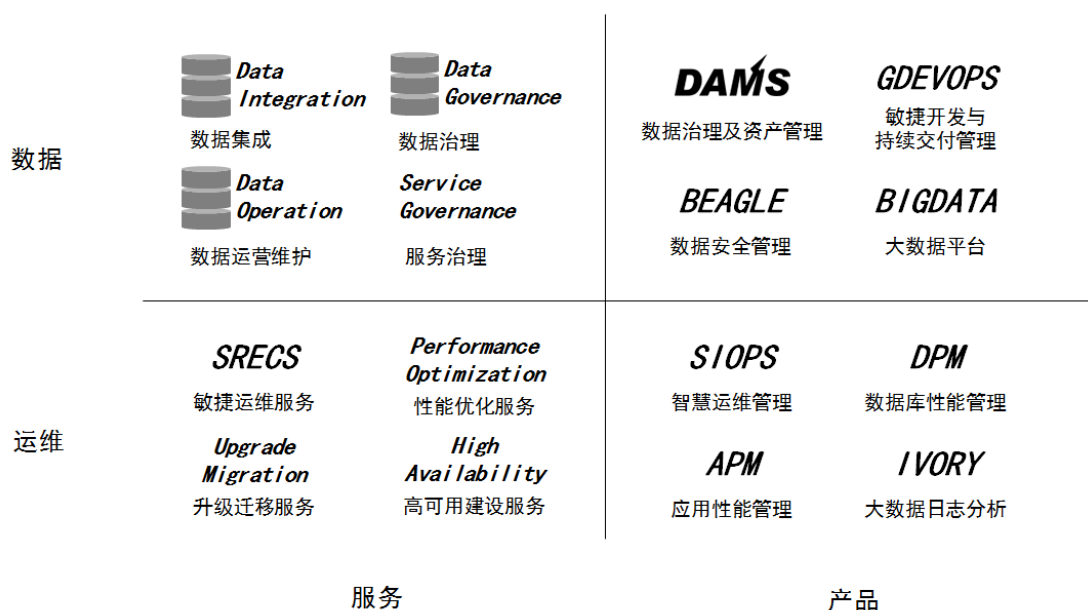 数据
Data
Integration
数据集成
Data
Governance
数据治理
Data
Operation
数据运营维护
Service
Governance
服务治理
DAMS
数据治理及资产管理
GDEVOPS
敏捷开发与
持续交付管理
BEAGLE
数据安全管理
BIGDATA
大数据平台
运维
SRECS
敏捷运维服务
Performance
Optimization
性能优化服务
Upgrade
Migration
升级迁移服务
High
Availability
高可用建设服务
SIOPS
智慧运维管理
DPM
数据库性能管理
APM
应用性能管理
IVORY
大数据日志分析
服务
产品